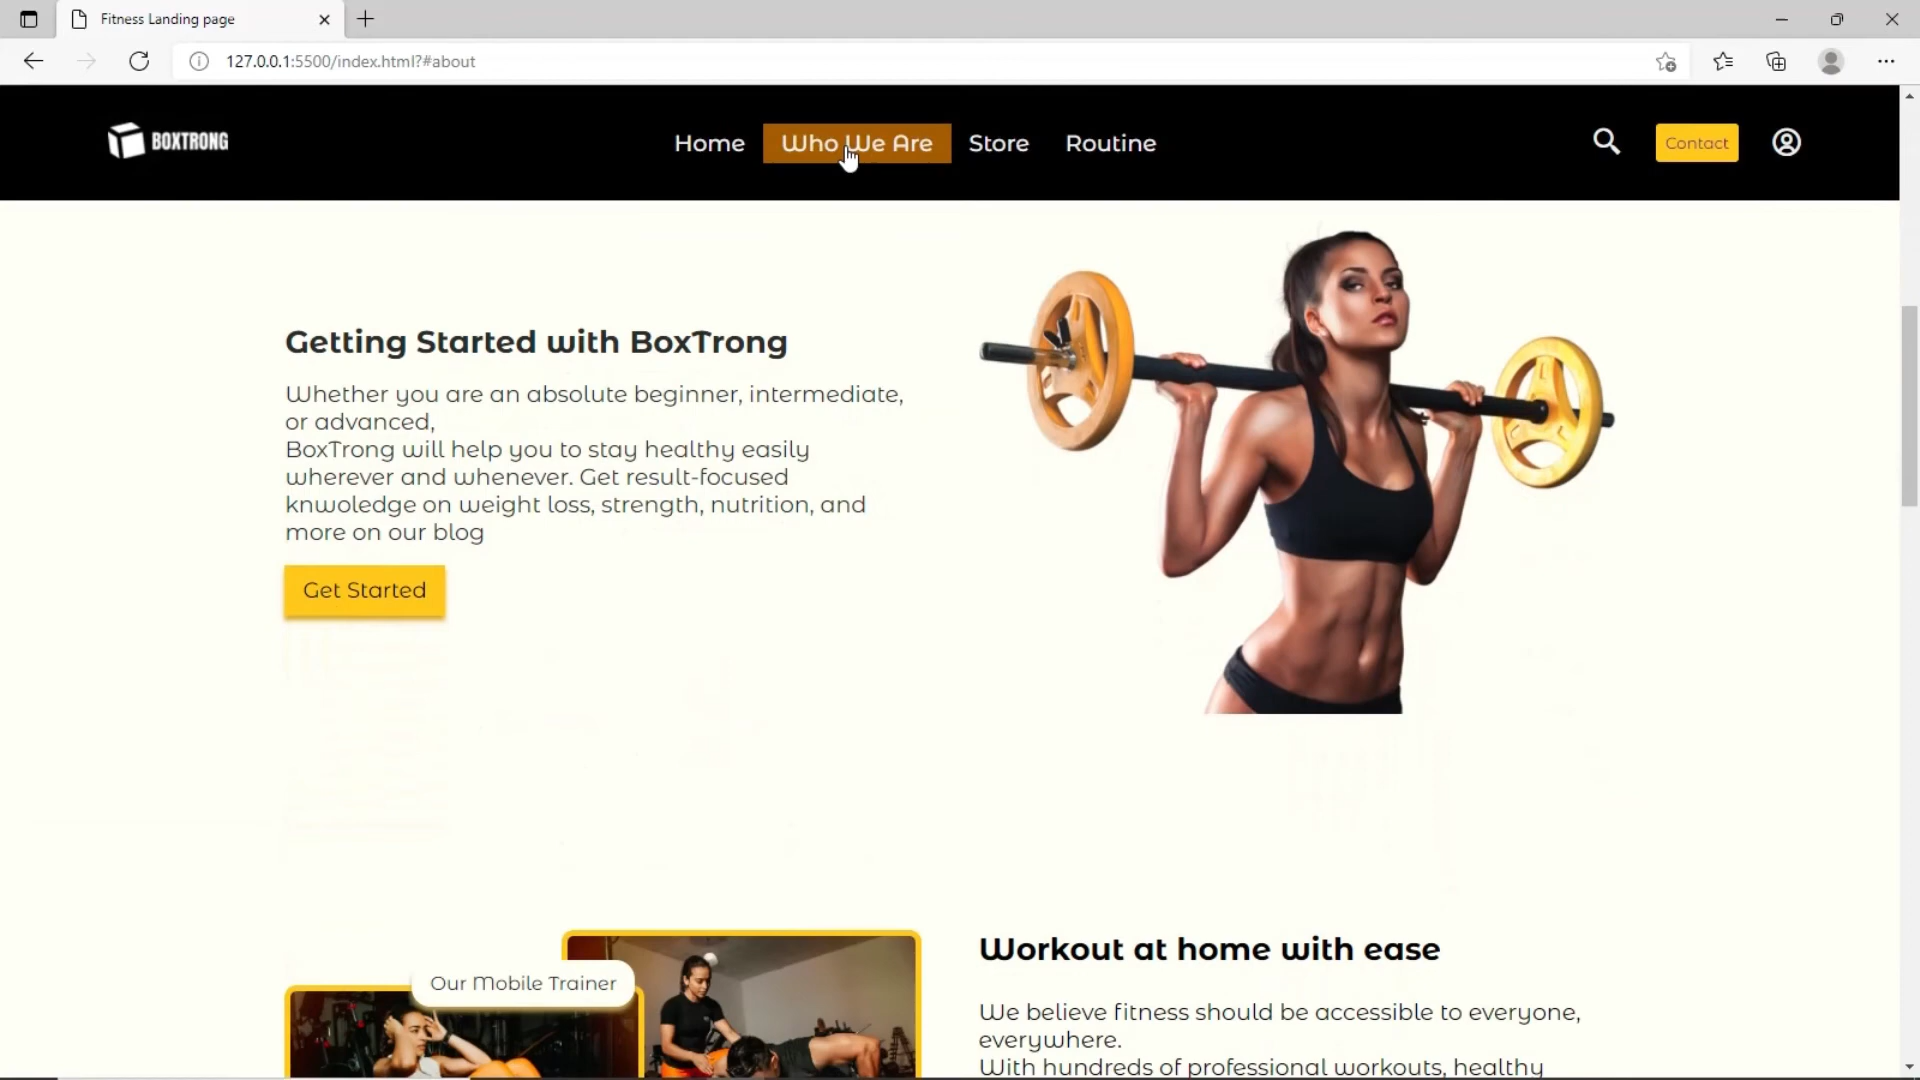 Fitness Landing page
127.0.0.1:5500/index.html?#about
BOXTRONG
Home Who We Are Store Routine
Contact
Getting Started with BoxTrong
Whether you are an absolute beginner, intermediate,
or advanced,
BoxTrong will help you to stay healthy easily
wherever and whenever. Get result-focused
knwoledge on weight loss, strength, nutrition, and
more on our blog
Get Started
Our Mobile Trainer
Workout at home with ease
We believe fitness should be accessible to everyone,
everywhere.
With hundreds of professional workouts, healthy